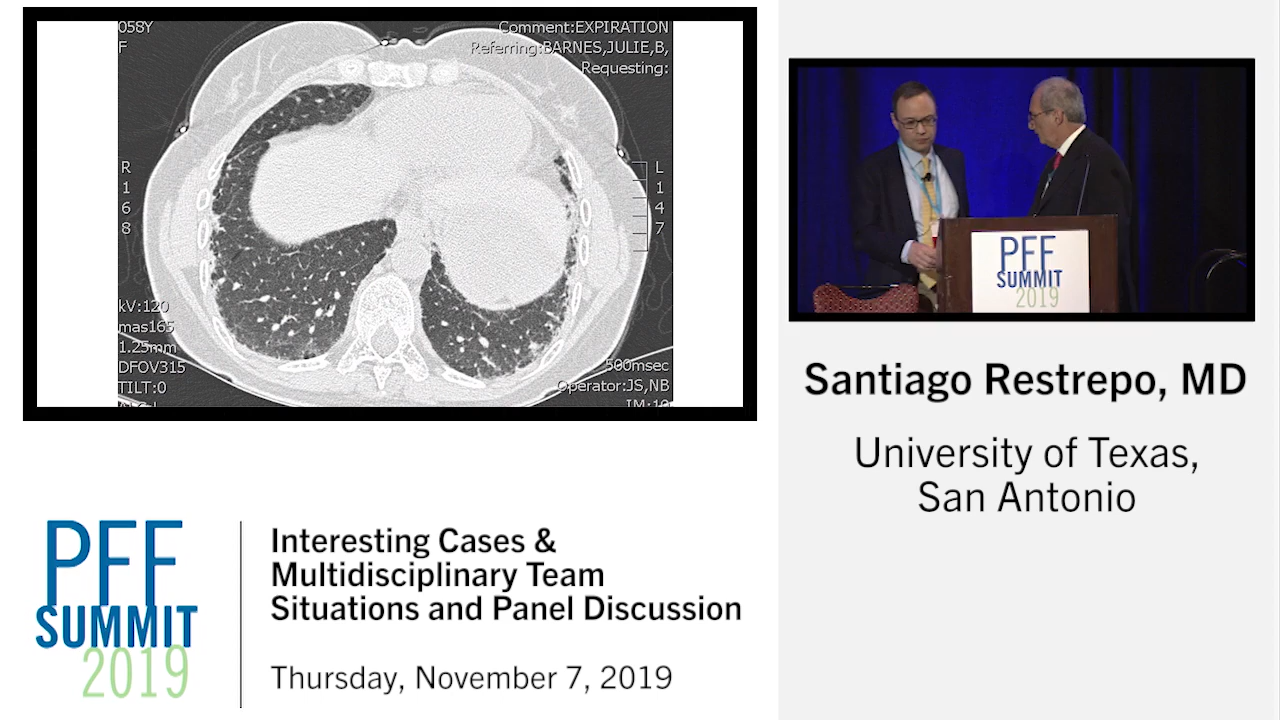 058Y
F
Comment:EXPIRATION
Referring:BARNES,JULIE,B,
Requesting:
R
1
6
8
L
1
4
7
kV:120
mas165
1.25mm
DFOV315
TILT:0
500msec
Operator:JS,NB
PFF
SUMMIT
2019
Santiago Restrepo, MD
University of Texas,
San Antonio
PFF
SUMMIT
2019
Interesting Cases &
Multidisciplinary Team
Situations and Panel Discussion
Thursday, November 7, 2019